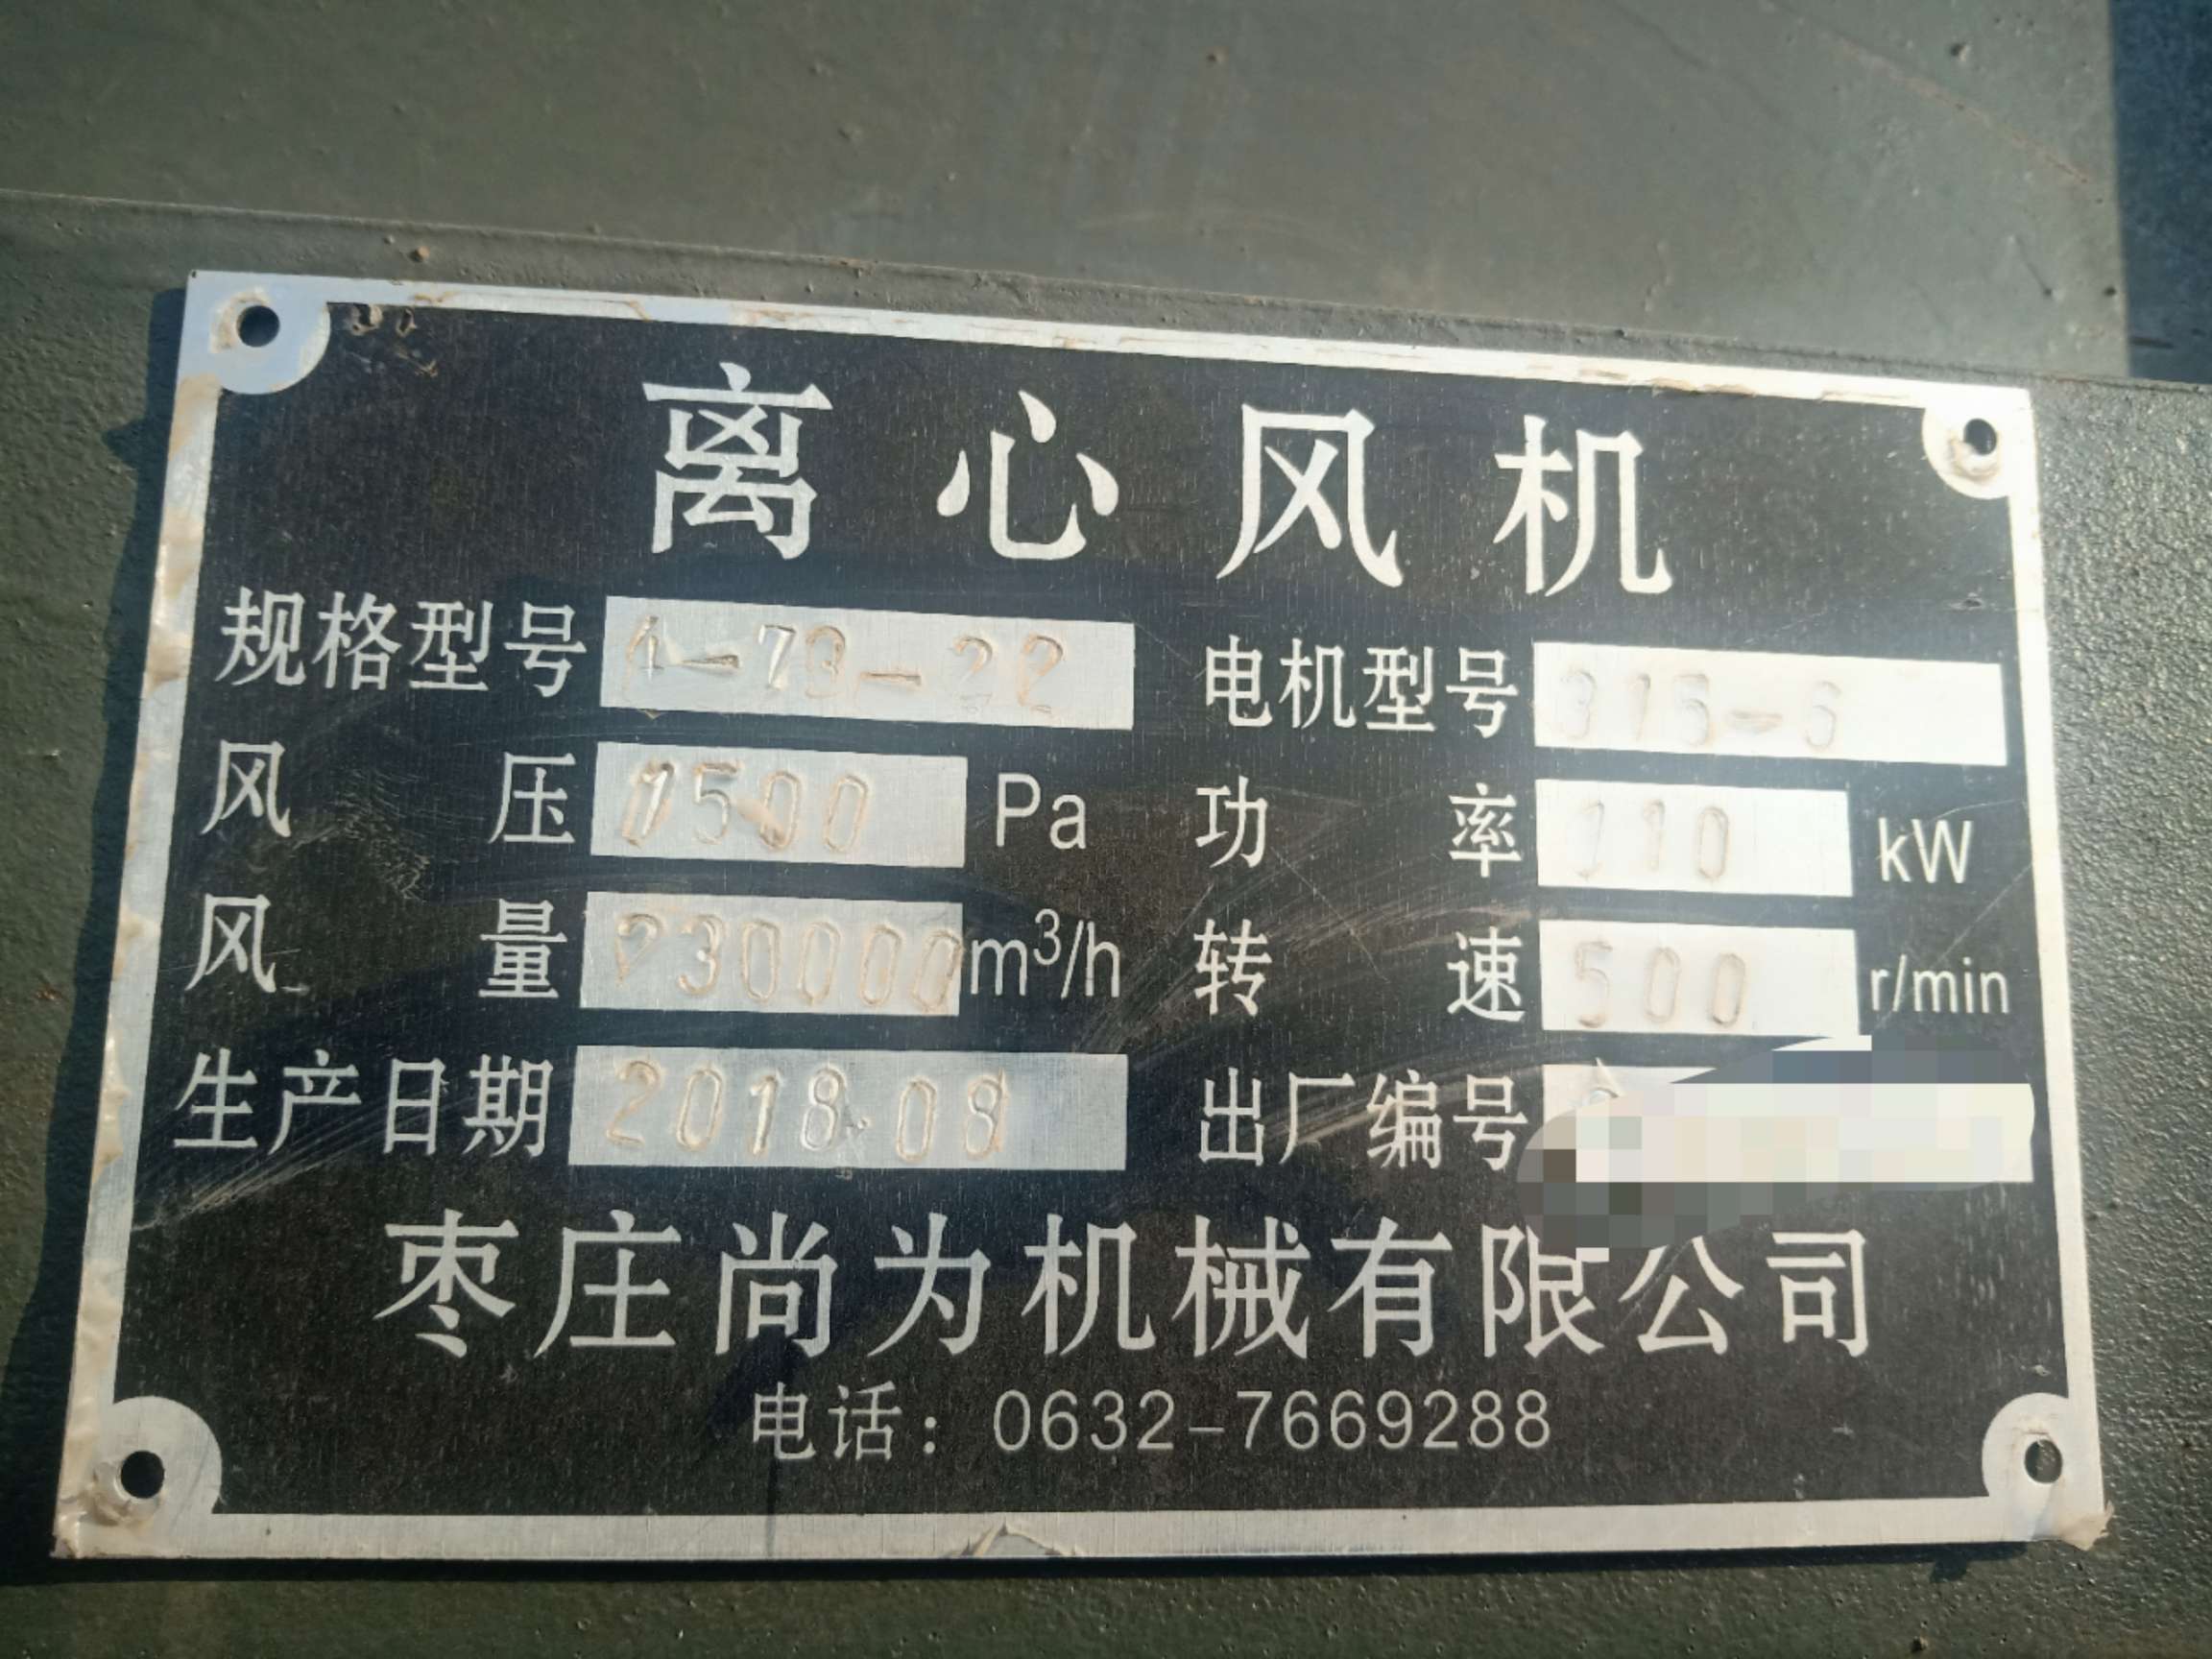 离心风机
规格型号 4-73-22 电机型号 315-6
风压 1500 Pa 功率 110 kW
风量 230000 m³/h 转速 500 r/min
生产日期 2018.08 出厂编号
枣庄尚为机械有限公司
电话：0632-7669288